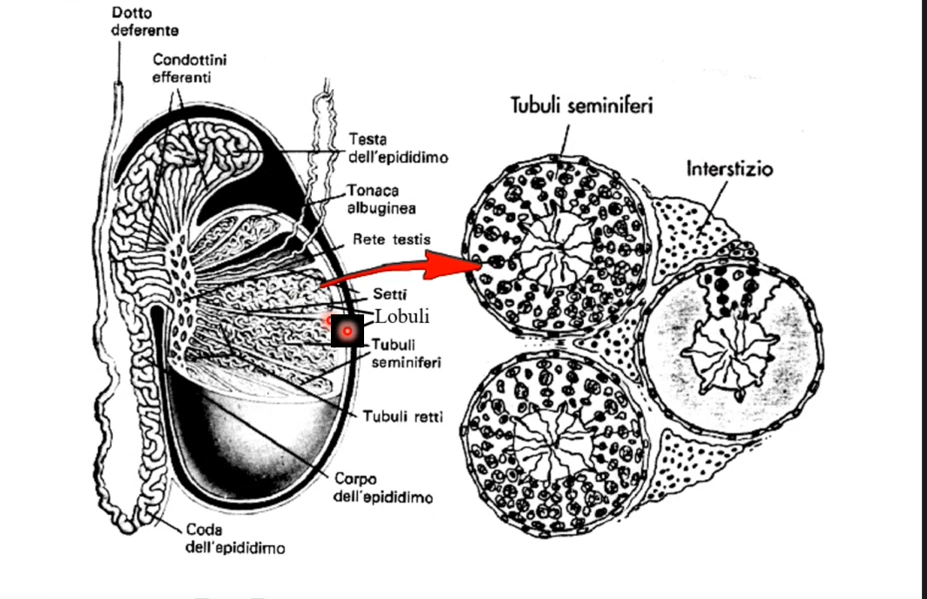 Dotto
deferente
Condottini
efferenti
Testa
dell'epididimo
Tonaca
albuginea
Rete testis
Setti
Lobuli
Tubuli
seminiferi
Tubuli retti
Corpo
dell'epididimo
Coda
dell'epididimo
Tubuli seminiferi
Interstizio